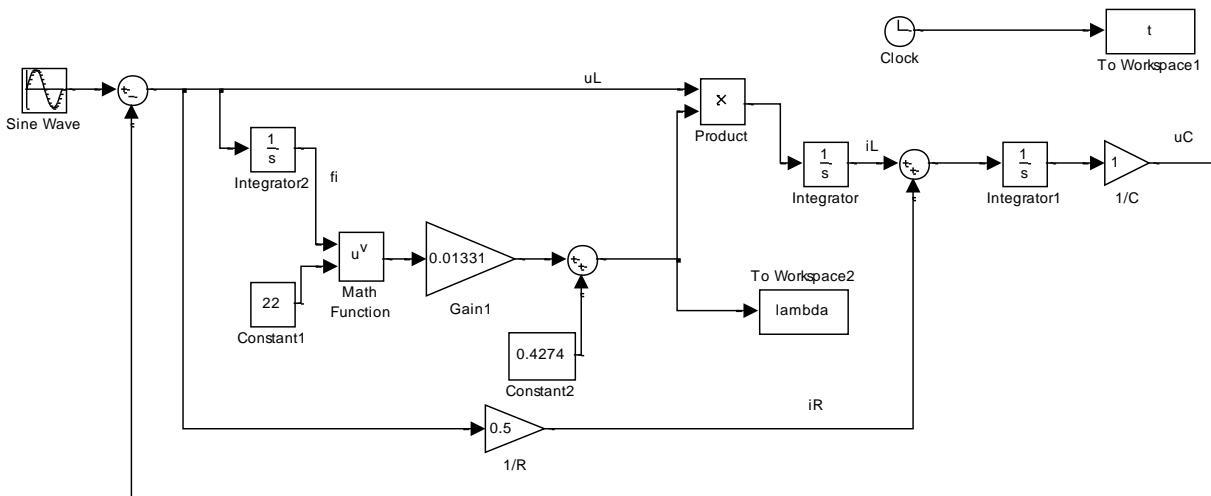 t
Clock
To Workspace1
uL
Sine Wave
x
Product
1
s
Integrator2
fi
1
s
Integrator
iL
1
s
Integrator1
1
1/C
uC
u^v
Math
Function
0.01331
Gain1
22
Constant1
0.4274
Constant2
To Workspace2
lambda
iR
0.5
1/R